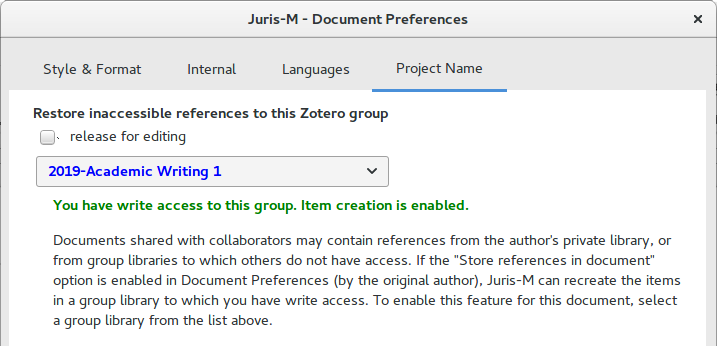 Juris-M - Document Preferences
Style & Format Internal Languages Project Name
Restore inaccessible references to this Zotero group
release for editing
2019-Academic Writing 1
You have write access to this group. Item creation is enabled.
Documents shared with collaborators may contain references from the author's private library, or
from group libraries to which others do not have access. If the "Store references in document"
option is enabled in Document Preferences (by the original author), Juris-M can recreate the items
in a group library to which you have write access. To enable this feature for this document, select
a group library from the list above.